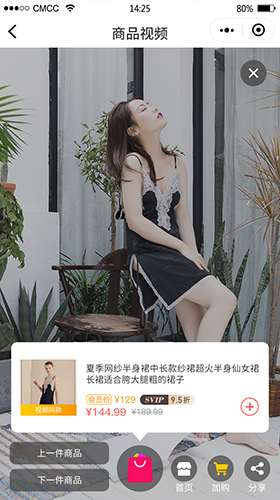 CMCC
14:25
80%
商品视频
夏季网纱半身裙中长款纱裙超火半身仙女裙
长裙适合胯大腿粗的裙子
视频同款
会员价 ¥129 SVIP 9.5折
¥144.99 ¥189.99
上一件商品
下一件商品
首页
加购
分享